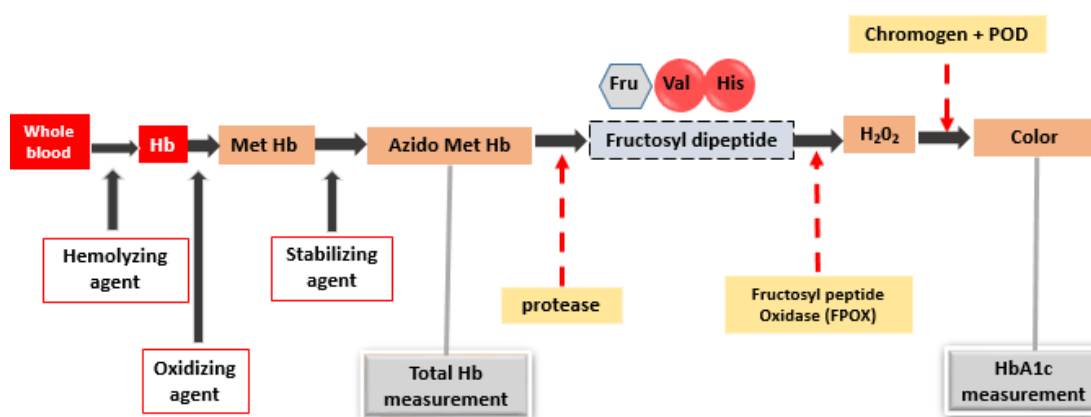 Chromogen + POD
Fru
Val
His
Whole
blood
Hb
Met Hb
Azido Met Hb
Fructosyl dipeptide
H₂0₂
Color
Hemolyzing
agent
Stabilizing
agent
protease
Fructosyl peptide
Oxidase (FPOX)
Oxidizing
agent
Total Hb
measurement
HbA1c
measurement